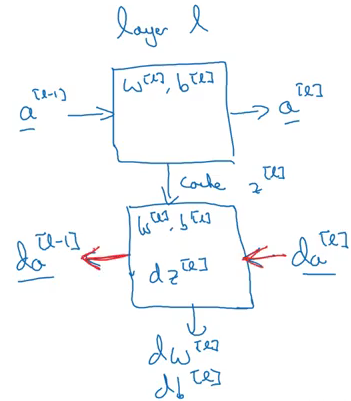 layer l
a^[l-1] w^[l], b^[l] a^[l]
cache z^[l]
w^[l], b^[l]
da^[l-1] dz^[l] da^[l]
dw^[l]
db^[l]